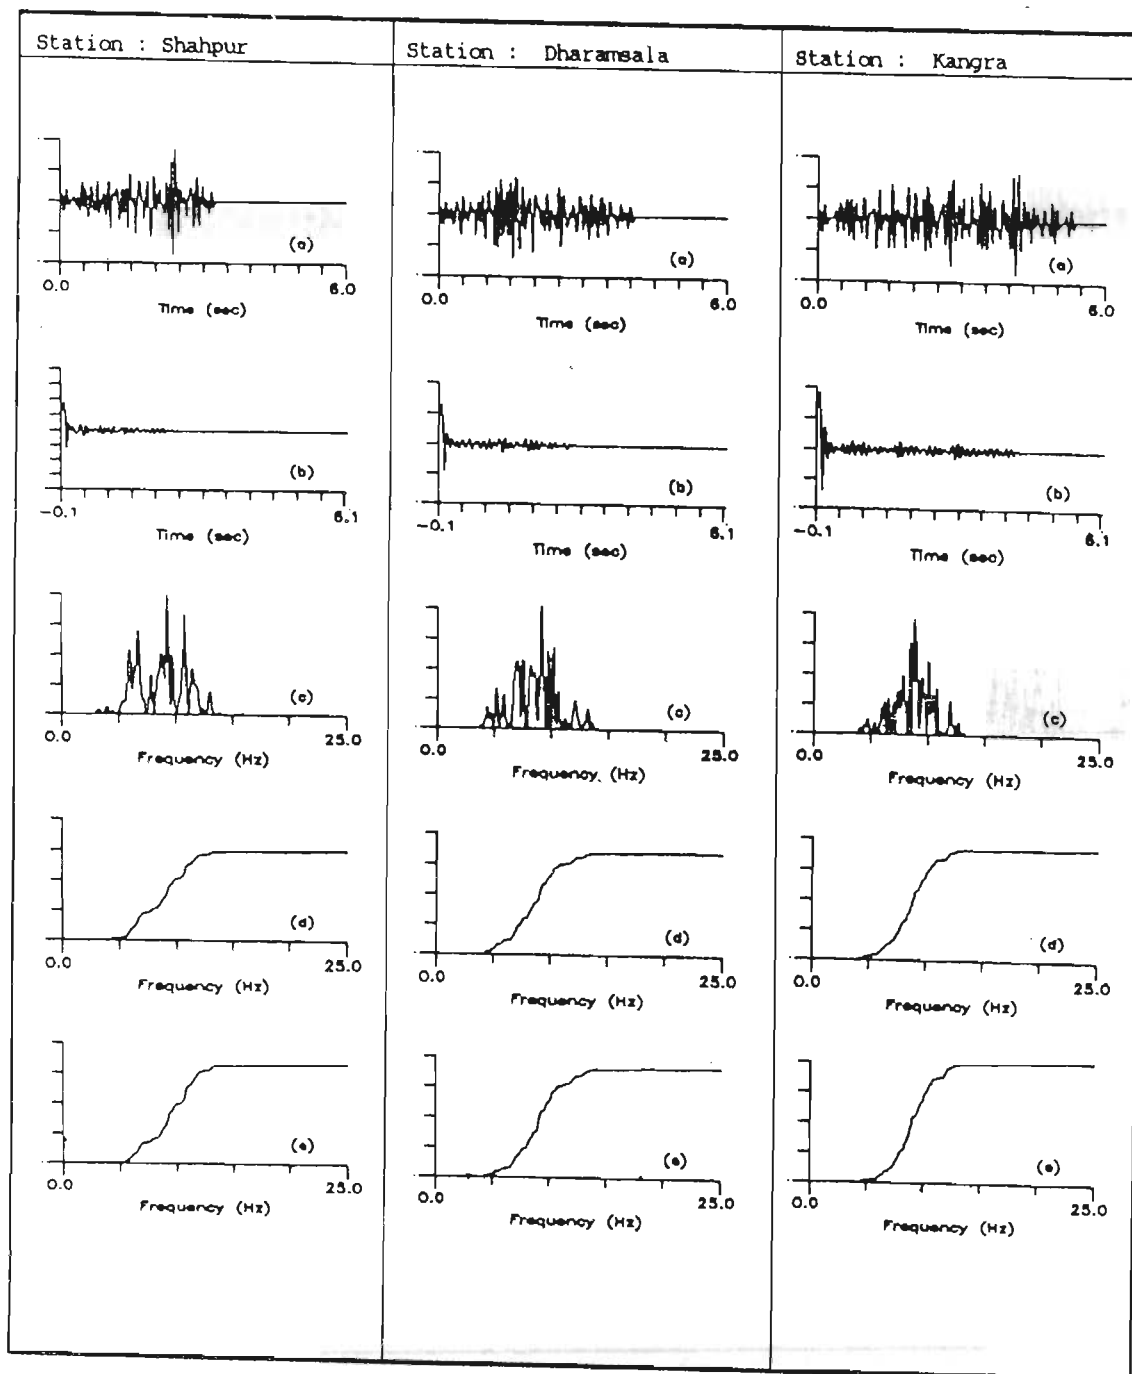 Station : Shahpur
(a)
0.0
6.0
Time (sec)
(b)
-0.1
6.1
Time (sec)
(c)
0.0
25.0
Frequency (Hz)
(d)
0.0
25.0
Frequency (Hz)
(e)
0.0
25.0
Frequency (Hz)
Station : Dharamsala
(a)
0.0
6.0
Time (sec)
(b)
-0.1
6.1
Time (sec)
(c)
0.0
25.0
Frequency (Hz)
(d)
0.0
25.0
Frequency (Hz)
(e)
0.0
25.0
Frequency (Hz)
Station : Kangra
(a)
0.0
6.0
Time (sec)
(b)
-0.1
6.1
Time (sec)
(c)
0.0
25.0
Frequency (Hz)
(d)
0.0
25.0
Frequency (Hz)
(e)
0.0
25.0
Frequency (Hz)